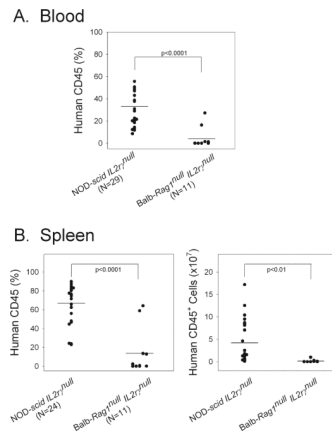 A. Blood
Human CD45 (%)
100
80
60
40
20
0
p<0.0001
NOD-scid IL2rγnull
(N=29)
Balb-Rag1null IL2rγnull
(N=11)
B. Spleen
Human CD45 (%)
100
80
60
40
20
0
p<0.0001
NOD-scid IL2rγnull
(N=24)
Balb-Rag1null IL2rγnull
(N=11)
Human CD45+ Cells (x10^7)
20
15
10
5
0
p<0.01
NOD-scid IL2rγnull
Balb-Rag1null IL2rγnull